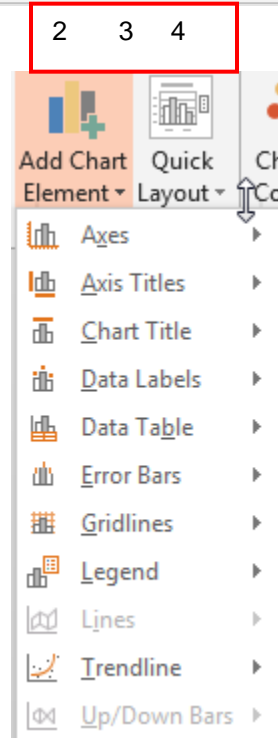 2 3 4
Add Chart Quick Ch
Element Layout Co
Axes
Axis Titles
Chart Title
Data Labels
Data Table
Error Bars
Gridlines
Legend
Lines
Trendline
Up/Down Bars